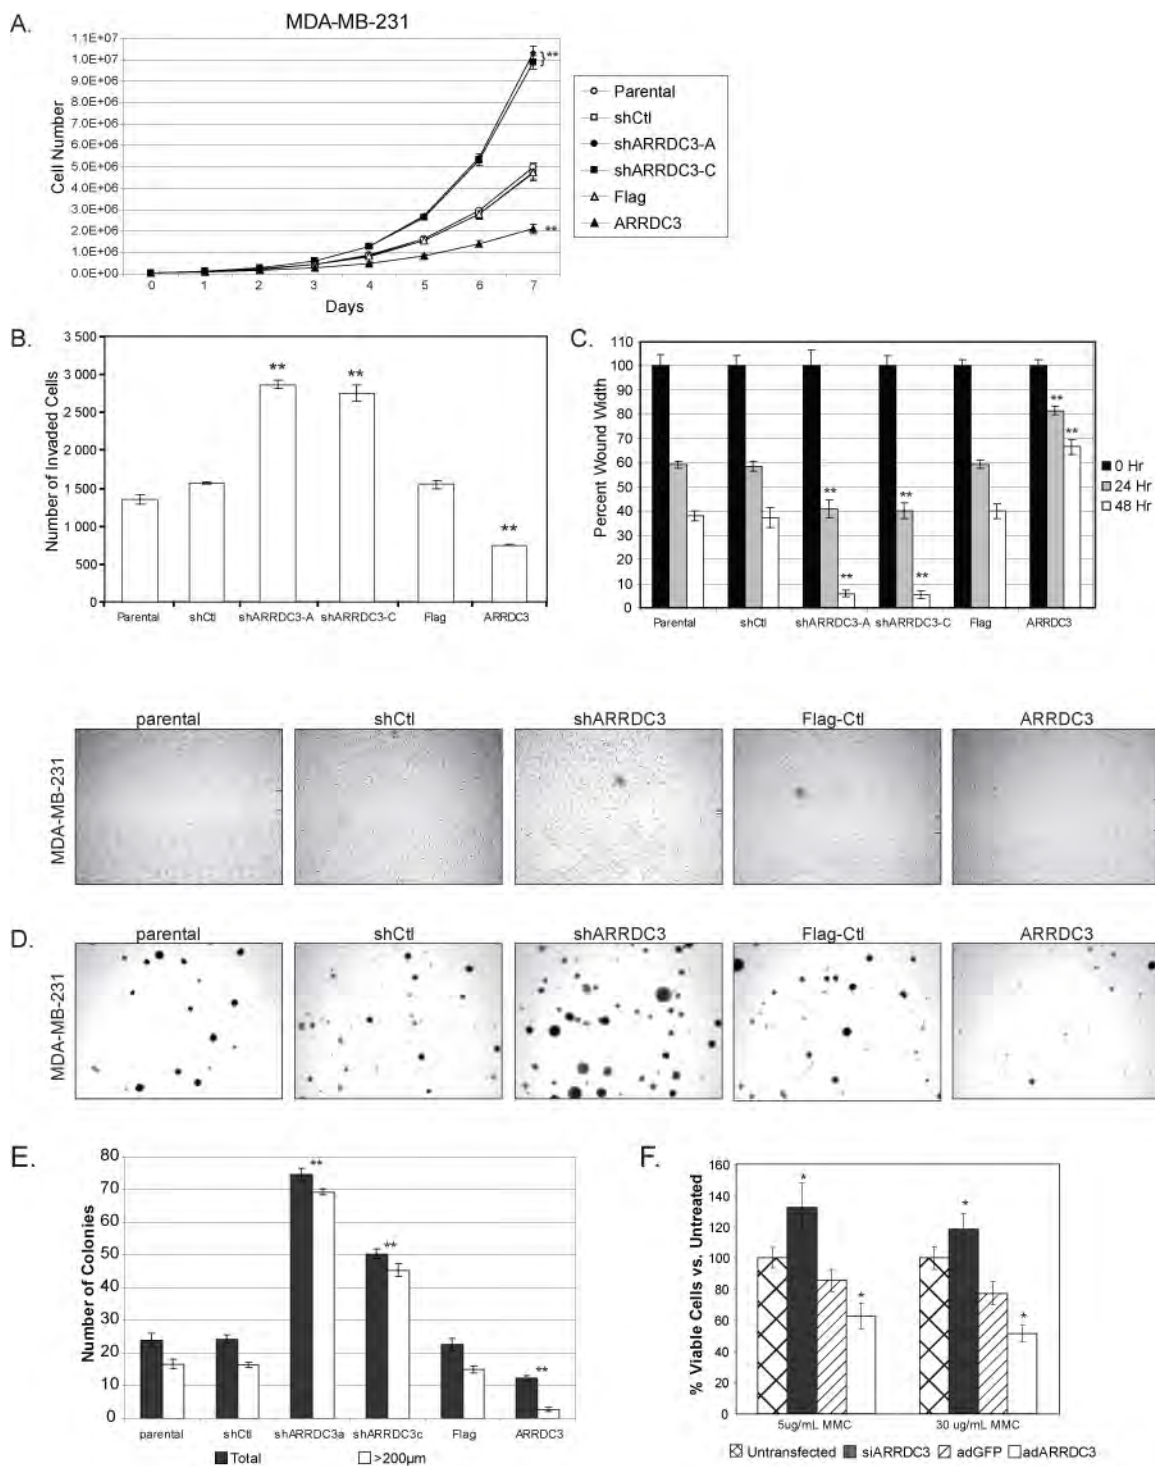 A.
MDA-MB-231
1.1E+07
1.0E+07
9.0E+06
8.0E+06
7.0E+06
6.0E+06
5.0E+06
4.0E+06
3.0E+06
2.0E+06
1.0E+06
0.0E+00
Cell Number
0 1 2 3 4 5 6 7
Days
}**
**
Parental
shCtl
shARRDC3-A
shARRDC3-C
Flag
ARRDC3
B.
3 500
3 000
2 500
2 000
1 500
1 000
500
0
Number of Invaded Cells
** ** **
Parental shCtl shARRDC3-A shARRDC3-C Flag ARRDC3
C.
110
100
90
80
70
60
50
40
30
20
10
0
Percent Wound Width
** ** ** ** ** **
Parental shCtl shARRDC3-A shARRDC3-C Flag ARRDC3
0 Hr
24 Hr
48 Hr
parental shCtl shARRDC3 Flag-Ctl ARRDC3
MDA-MB-231
D.
parental shCtl shARRDC3 Flag-Ctl ARRDC3
MDA-MB-231
E.
80
70
60
50
40
30
20
10
0
Number of Colonies
** ** **
parental shCtl shARRDC3a shARRDC3c Flag ARRDC3
Total >200µm
F.
160
140
120
100
80
60
40
20
0
% Viable Cells vs. Untreated
* * * *
5ug/mL MMC 30 ug/mL MMC
Untransfected siARRDC3 adGFP adARRDC3